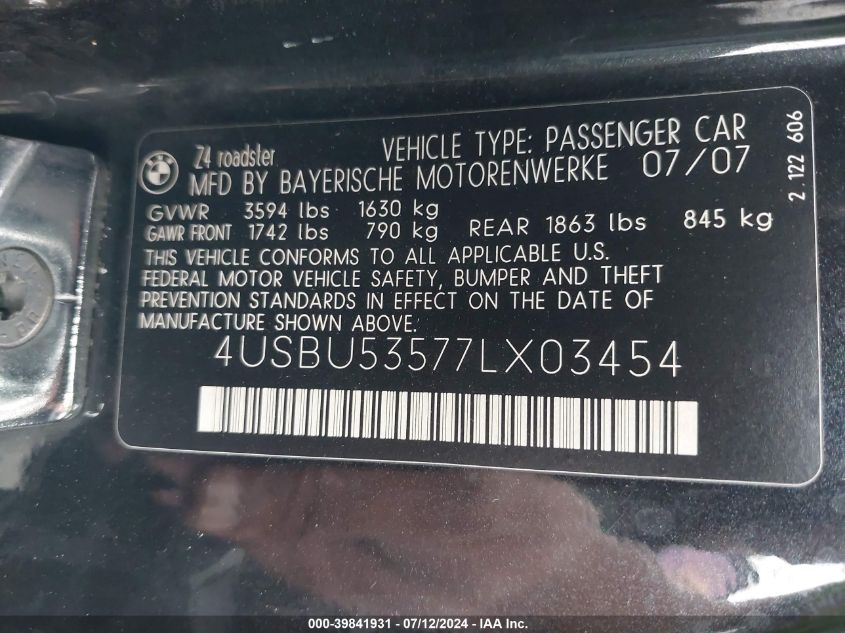 Z4 roadster VEHICLE TYPE: PASSENGER CAR
MFD BY BAYERISCHE MOTORENWERKE 07/07
GVWR 3594 lbs 1630 kg
GAWR FRONT 1742 lbs 790 kg REAR 1863 lbs 845 kg
THIS VEHICLE CONFORMS TO ALL APPLICABLE U.S.
FEDERAL MOTOR VEHICLE SAFETY, BUMPER AND THEFT
PREVENTION STANDARDS IN EFFECT ON THE DATE OF
MANUFACTURE SHOWN ABOVE.
4USBU53577LX03454
2.122 606
000-39841931 - 07/12/2024 - IAA Inc.